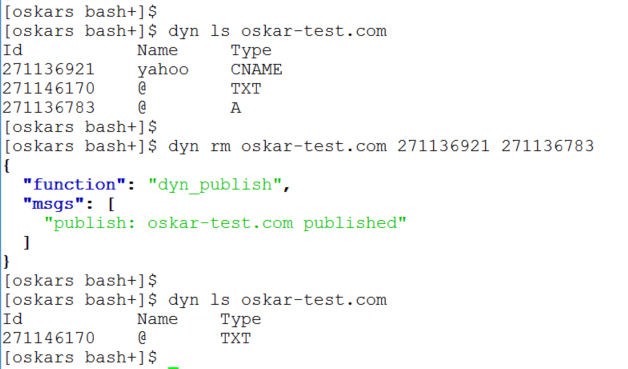 [oskars bash+]$
[oskars bash+]$ dyn ls oskar-test.com
Id Name Type
271136921 yahoo CNAME
271146170 @ TXT
271136783 @ A
[oskars bash+]$
[oskars bash+]$ dyn rm oskar-test.com 271136921 271136783
{
"function": "dyn_publish",
"msgs": [
"publish: oskar-test.com published"
]
}
[oskars bash+]$
[oskars bash+]$ dyn ls oskar-test.com
Id Name Type
271146170 @ TXT
[oskars bash+]$